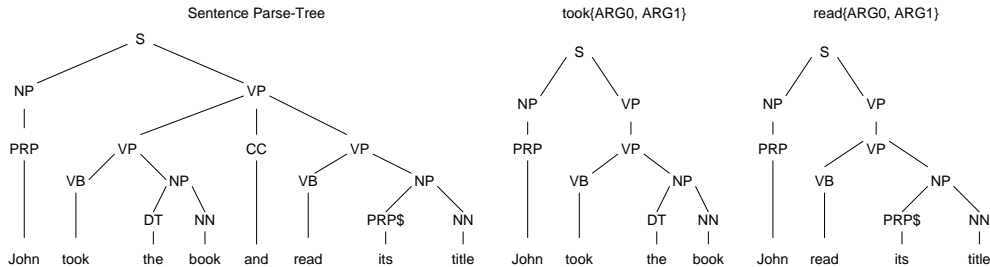 Sentence Parse-Tree took{ARG0, ARG1} read{ARG0, ARG1}
S S S
NP VP NP VP NP VP
PRP VP CC VP PRP VP PRP VP
VB NP VB NP VB NP VB NP
DT NN PRP$ NN DT NN PRP$ NN
John took the book and read its title John took the book John read its title